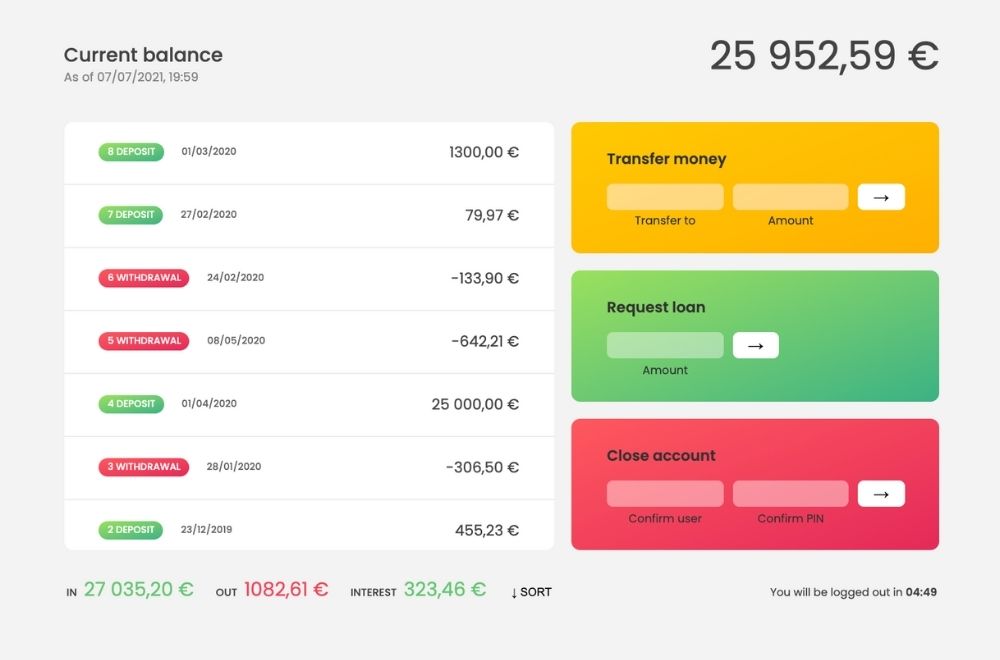 Current balance
As of 07/07/2021, 19:59
25 952,59 €
8 DEPOSIT 01/03/2020 1300,00 €
7 DEPOSIT 27/02/2020 79,97 €
6 WITHDRAWAL 24/02/2020 -133,90 €
5 WITHDRAWAL 08/05/2020 -642,21 €
4 DEPOSIT 01/04/2020 25 000,00 €
3 WITHDRAWAL 28/01/2020 -306,50 €
2 DEPOSIT 23/12/2019 455,23 €
Transfer money
→
Transfer to Amount
Request loan
→
Amount
Close account
→
Confirm user Confirm PIN
IN 27 035,20 € OUT 1082,61 € INTEREST 323,46 € ↓ SORT
You will be logged out in 04:49